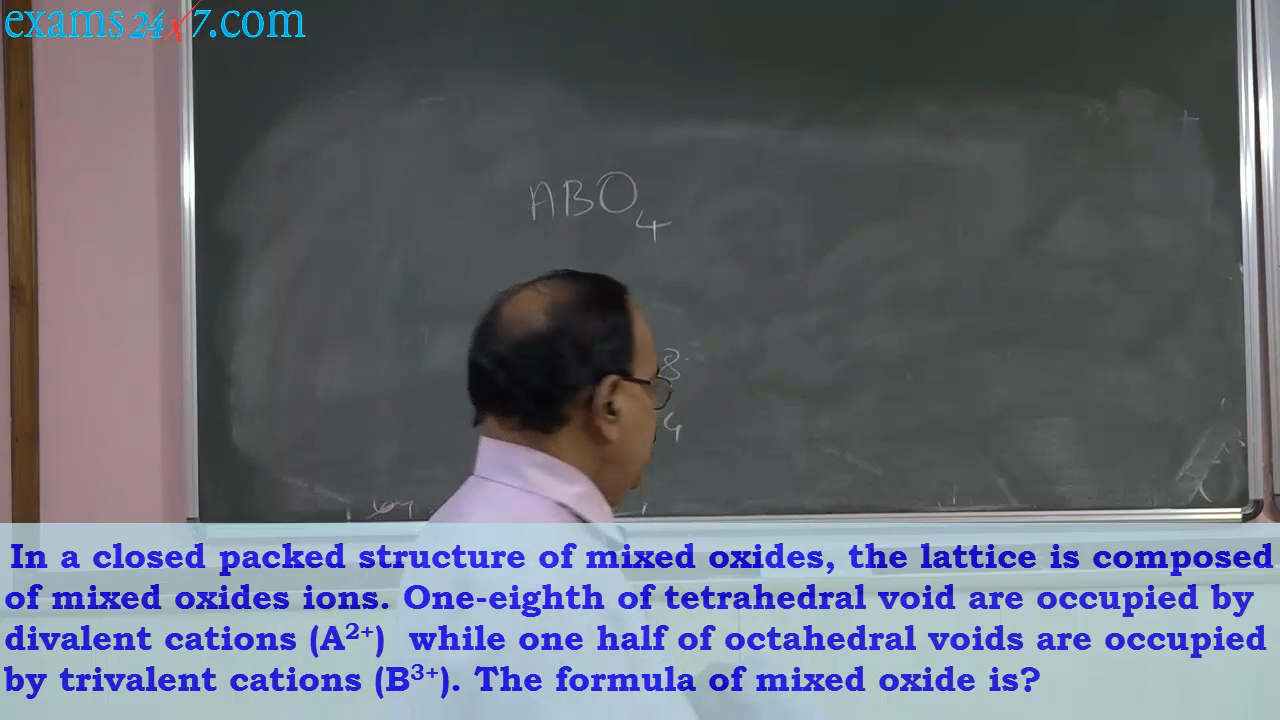 exams24x7.com
ABO4
8
4
In a closed packed structure of mixed oxides, the lattice is composed
of mixed oxides ions. One-eighth of tetrahedral void are occupied by
divalent cations (A²⁺) while one half of octahedral voids are occupied
by trivalent cations (B³⁺). The formula of mixed oxide is?